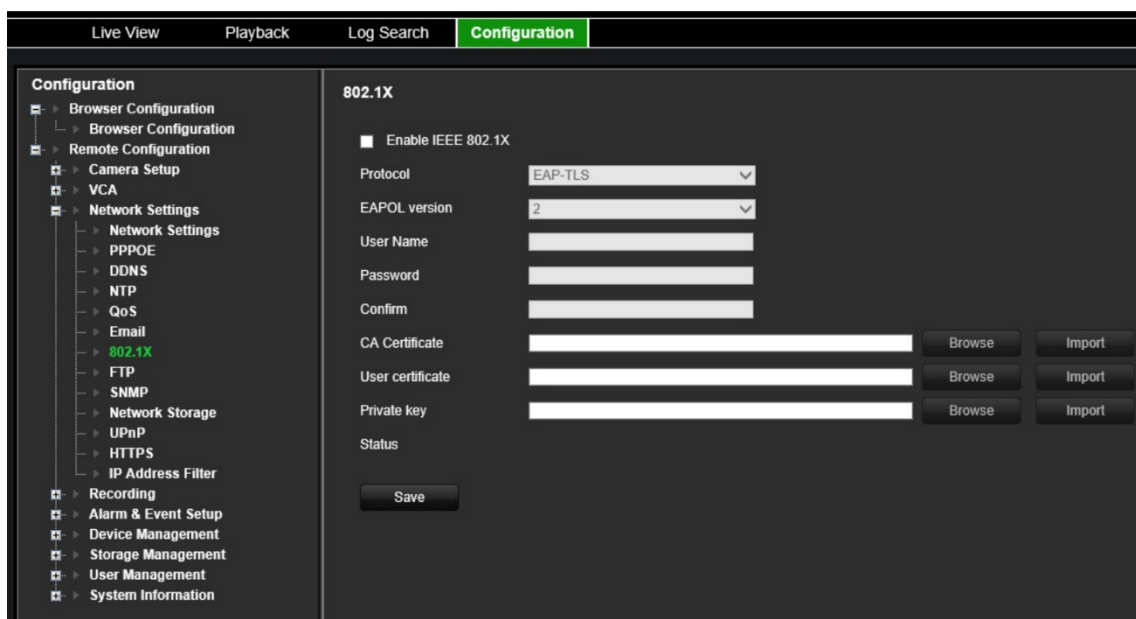 Live View Playback Log Search Configuration
Configuration
Browser Configuration
Browser Configuration
Remote Configuration
Camera Setup
VCA
Network Settings
Network Settings
PPPOE
DDNS
NTP
QoS
Email
802.1X
FTP
SNMP
Network Storage
UPnP
HTTPS
IP Address Filter
Recording
Alarm & Event Setup
Device Management
Storage Management
User Management
System Information
802.1X
Enable IEEE 802.1X
Protocol EAP-TLS
EAPOL version 2
User Name
Password
Confirm
CA Certificate Browse Import
User certificate Browse Import
Private key Browse Import
Status
Save